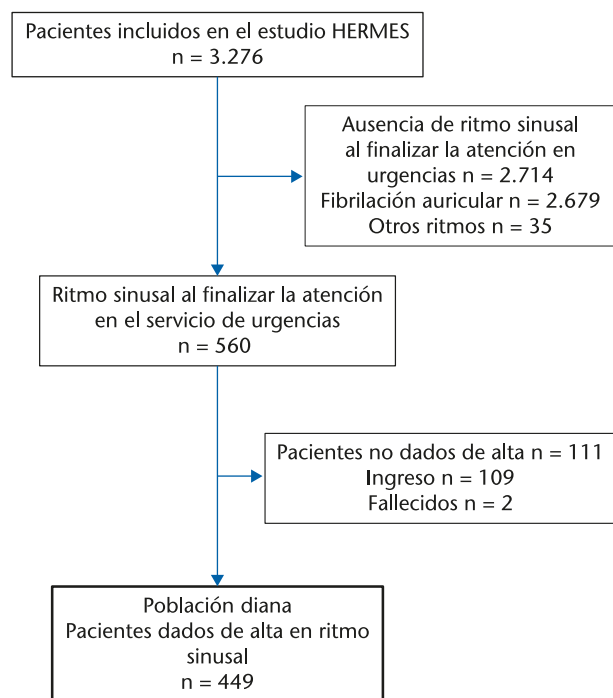 Pacientes incluidos en el estudio HERMES
n = 3.276
Ausencia de ritmo sinusal
al finalizar la atención en
urgencias n = 2.714
Fibrilación auricular n = 2.679
Otros ritmos n = 35
Ritmo sinusal al finalizar la atención
en el servicio de urgencias
n = 560
Pacientes no dados de alta n = 111
Ingreso n = 109
Fallecidos n = 2
Población diana
Pacientes dados de alta en ritmo
sinusal
n = 449